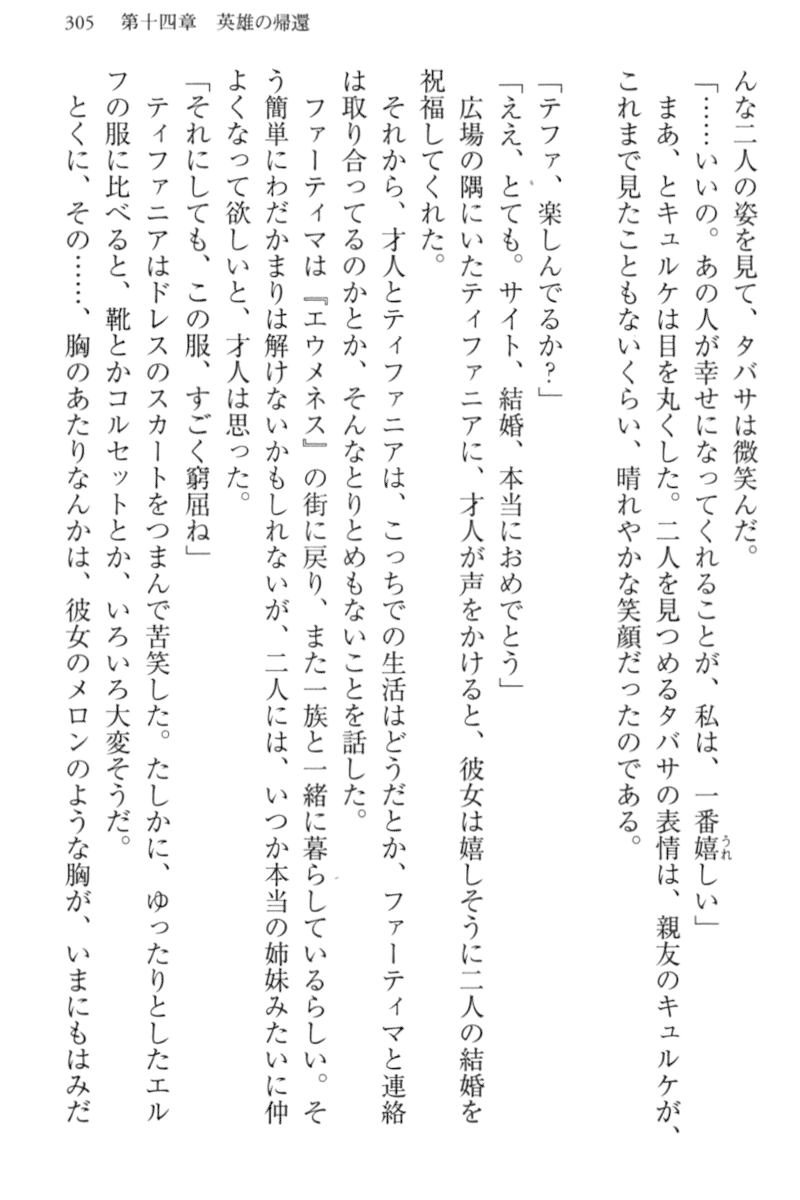 305　第十四章　英雄の帰還
んな二人の姿を見て、タバサは微笑んだ。
「……いいの。あの人が幸せになってくれることが、私は、一番嬉しい」
うれ
まあ、とキュルケは目を丸くした。二人を見つめるタバサの表情は、親友のキュルケが、
これまで見たこともないくらい、晴れやかな笑顔だったのである。
「テファ、楽しんでるか？」
「ええ、とても。サイト、結婚、本当におめでとう」
広場の隅にいたティファニアに、才人が声をかけると、彼女は嬉しそうに二人の結婚を
祝福してくれた。
それから、才人とティファニアは、こっちでの生活はどうだとか、ファーティマと連絡
は取り合ってるのかとか、そんなとりとめもないことを話した。
ファーティマは『エウメネス』の街に戻り、また一族と一緒に暮らしているらしい。そ
う簡単にわだかまりは解けないかもしれないが、二人には、いつか本当の姉妹みたいに仲
よくなって欲しいと、才人は思った。
「それにしても、この服、すごく窮屈ね」
ティファニアはドレスのスカートをつまんで苦笑した。たしかに、ゆったりとしたエル
フの服に比べると、靴とかコルセットとか、いろいろ大変そうだ。
とくに、その……、胸のあたりなんかは、彼女のメロンのような胸が、いまにもはみだ